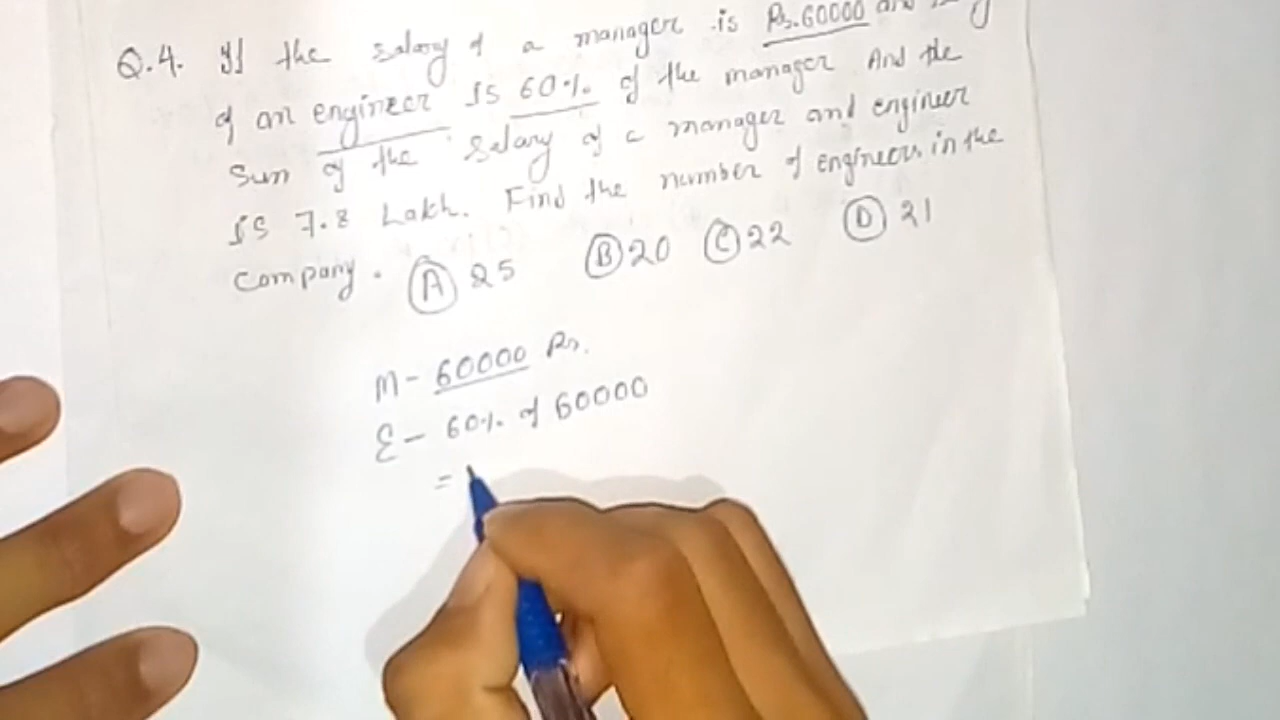 Q.4. If the salary of a manager is Rs.60000 and
of an engineer is 60% of the manager And the
Sum of the salary of a manager and engineer
is 7.8 Lakh. Find the number of engineers in the
company. (A) 25 (B) 20 (C) 22 (D) 21
M - 60000 Rs.
E - 60% of 60000
=